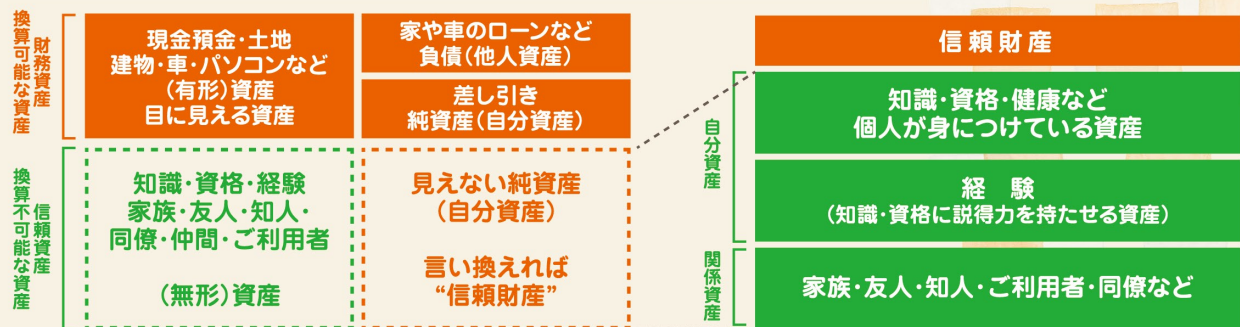 財務資産
換算可能な資産
現金預金・土地
建物・車・パソコンなど
(有形)資産
目に見える資産
家や車のローンなど
負債(他人資産)
差し引き
純資産(自分資産)
信頼資産
換算不可能な資産
知識・資格・経験
家族・友人・知人・
同僚・仲間・ご利用者
(無形)資産
見えない純資産
(自分資産)
言い換えれば
“信頼財産”
信頼財産
自分資産
知識・資格・健康など
個人が身につけている資産
経　験
(知識・資格に説得力を持たせる資産)
関係資産
家族・友人・知人・ご利用者・同僚など